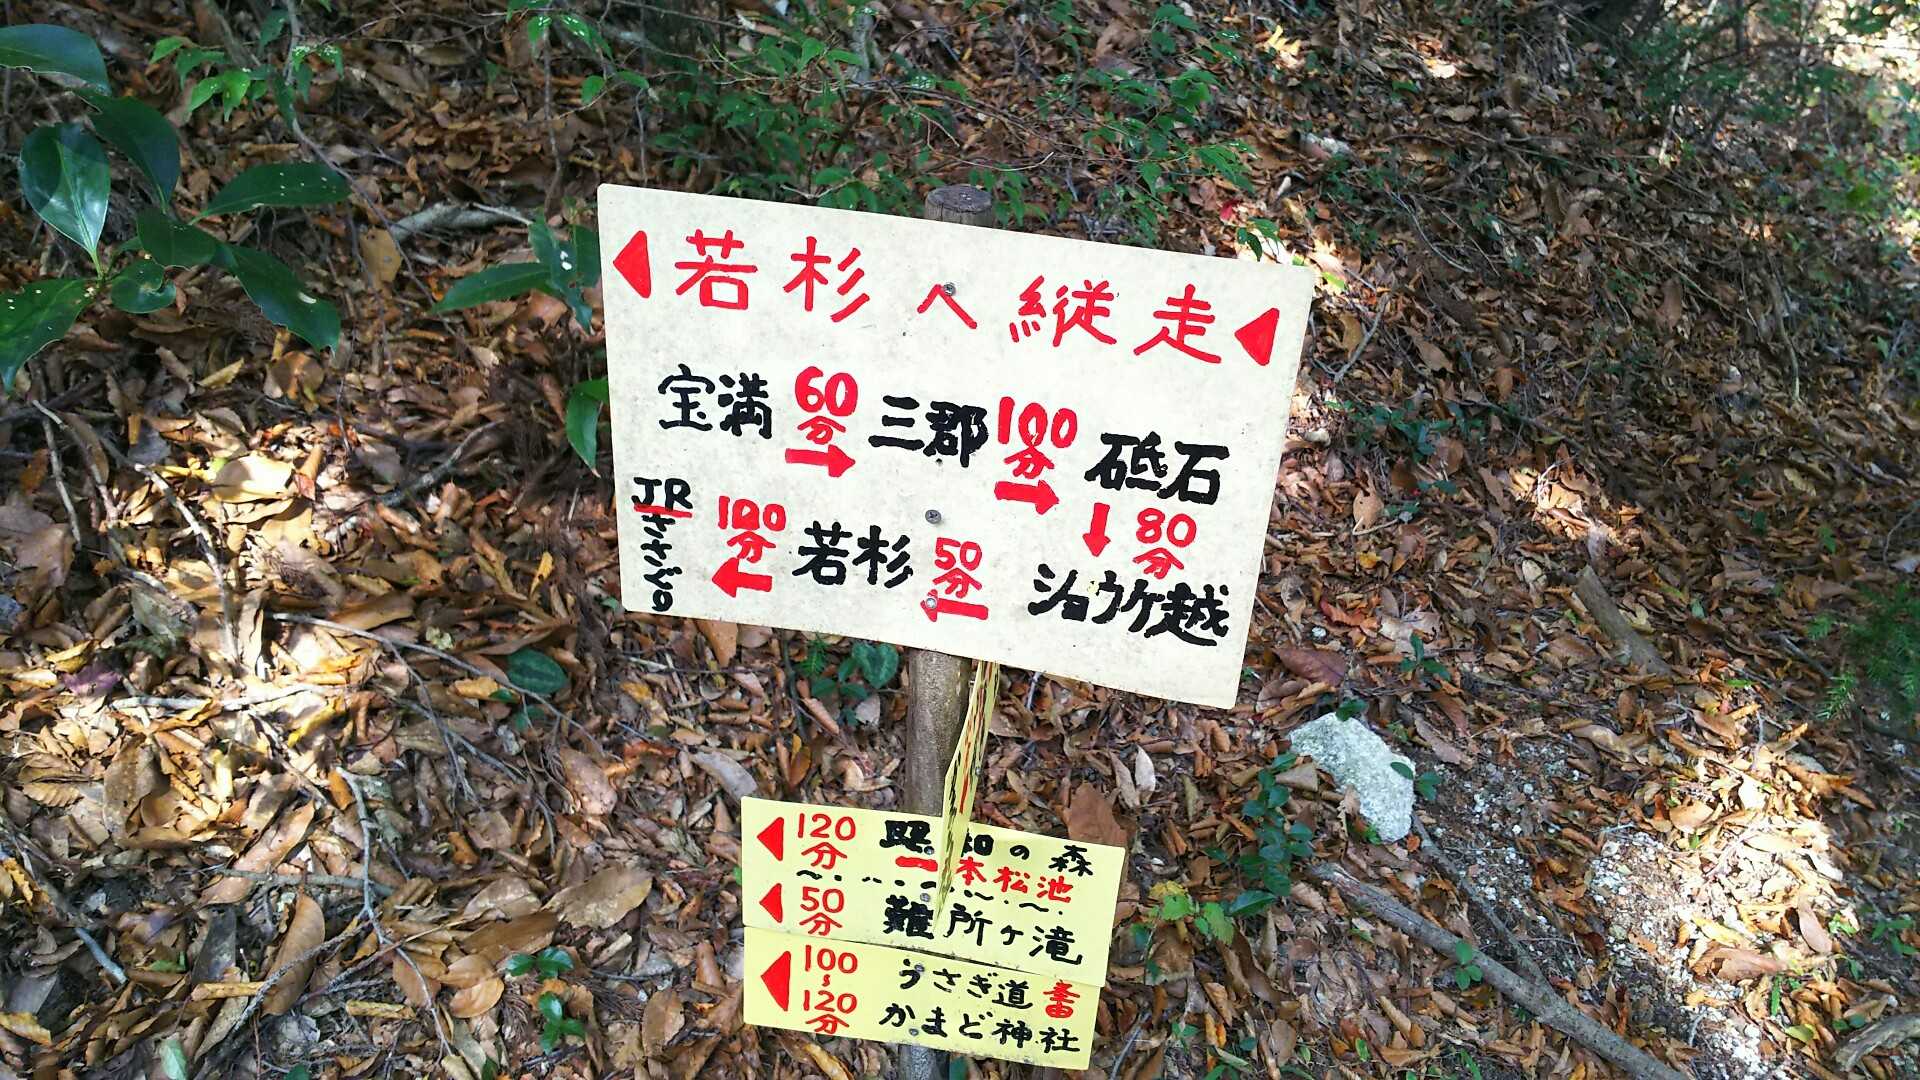 ◀若杉へ縦走◀
宝満 60分→ 三郡 100分→ 砥石
↓ 80分
JRささぐり 100分← 若杉 50分← ショウケ越
◀120分 昭和の森
一本松池
◀50分 難所ヶ滝
◀100~120分 うさぎ道
かまど神社